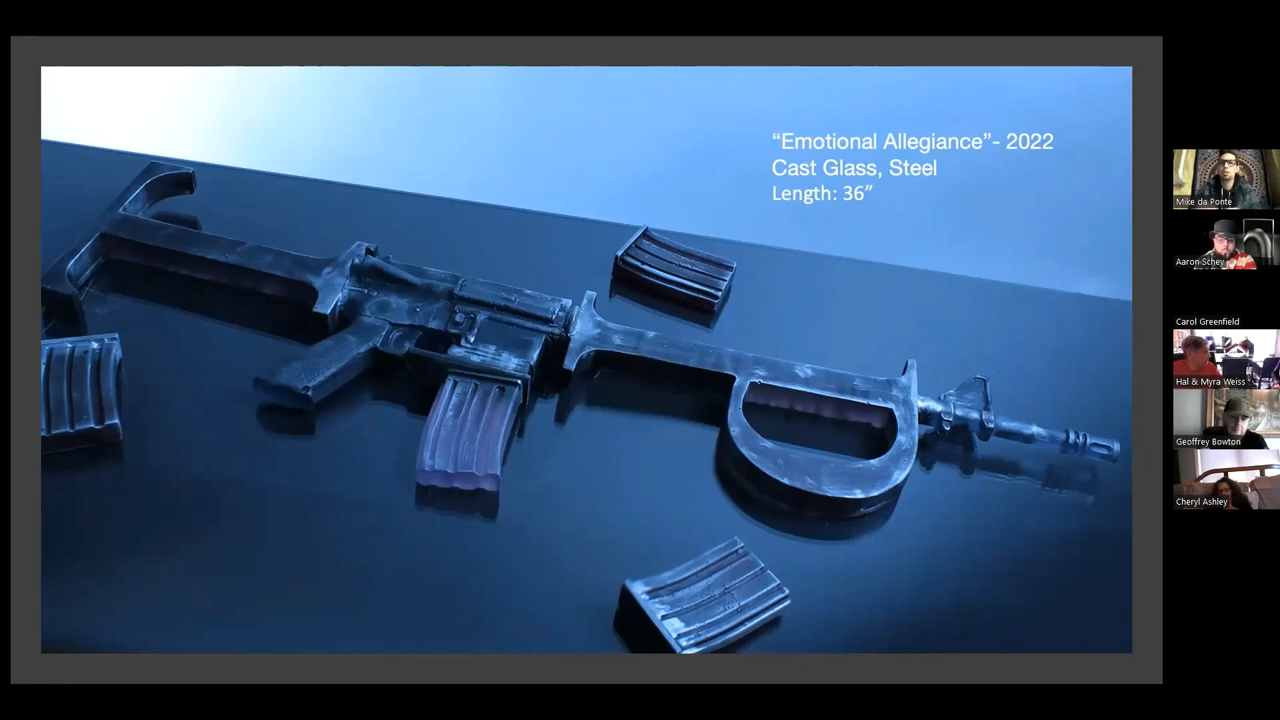 “Emotional Allegiance”- 2022
Cast Glass, Steel
Length: 36”
Mike da Ponte
Aaron Schey
Carol Greenfield
Hal & Myra Weiss
Geoffrey Bowton
Cheryl Ashley